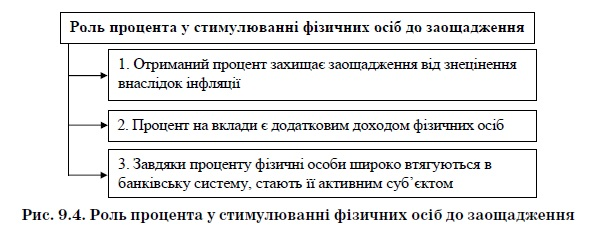 Роль процента у стимулюванні фізичних осіб до заощадження
1. Отриманий процент захищає заощадження від знецінення
внаслідок інфляції
2. Процент на вклади є додатковим доходом фізичних осіб
3. Завдяки проценту фізичні особи широко втягуються в
банківську систему, стають її активним суб’єктом
Рис. 9.4. Роль процента у стимулюванні фізичних осіб до заощадження